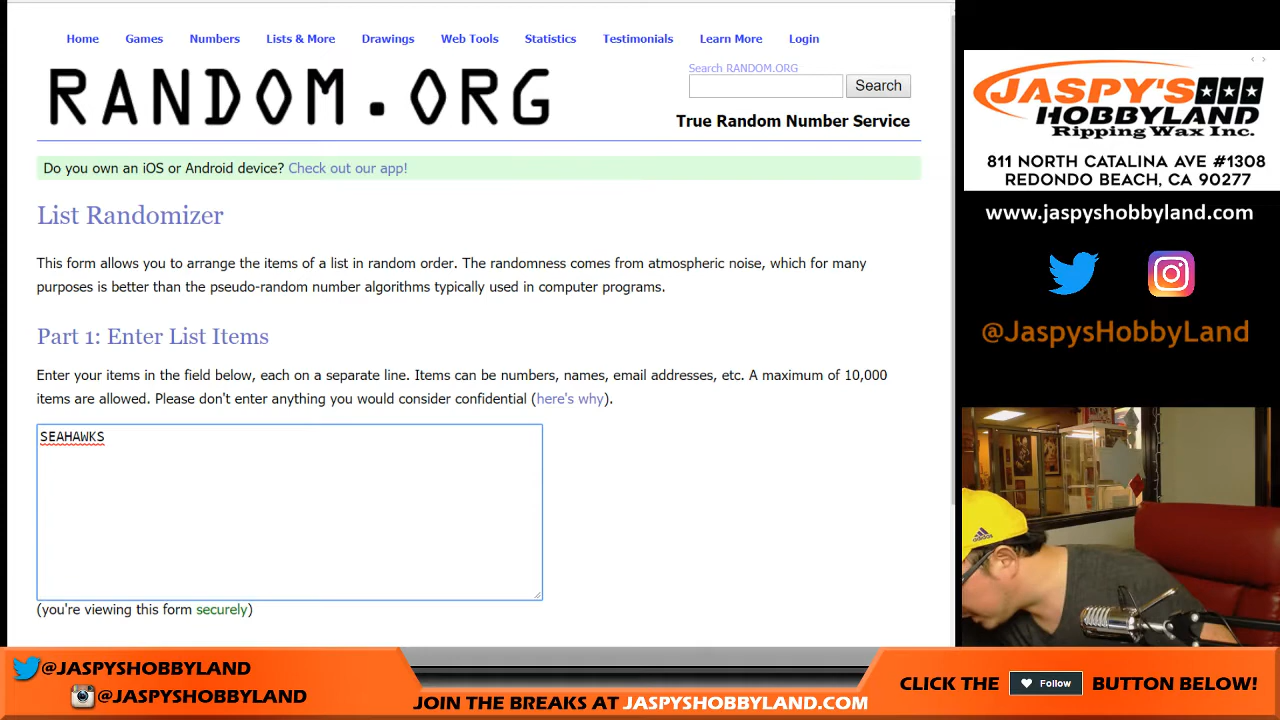 Home Games Numbers Lists & More Drawings Web Tools Statistics Testimonials Learn More Login
RANDOM.ORG
Search RANDOM.ORG
Search
True Random Number Service
Do you own an iOS or Android device? Check out our app!
List Randomizer
This form allows you to arrange the items of a list in random order. The randomness comes from atmospheric noise, which for many
purposes is better than the pseudo-random number algorithms typically used in computer programs.
Part 1: Enter List Items
Enter your items in the field below, each on a separate line. Items can be numbers, names, email addresses, etc. A maximum of 10,000
items are allowed. Please don't enter anything you would consider confidential (here's why).
SEAHAWKS
(you're viewing this form securely)
JASPY'S
HOBBYLAND
Ripping Wax Inc.
811 NORTH CATALINA AVE #1308
REDONDO BEACH, CA 90277
www.jaspyshobbyland.com
@JaspysHobbyLand
adidas
@JASPYSHOBBYLAND
@JASPYSHOBBYLAND
JOIN THE BREAKS AT JASPYSHOBBYLAND.COM
CLICK THE Follow BUTTON BELOW!